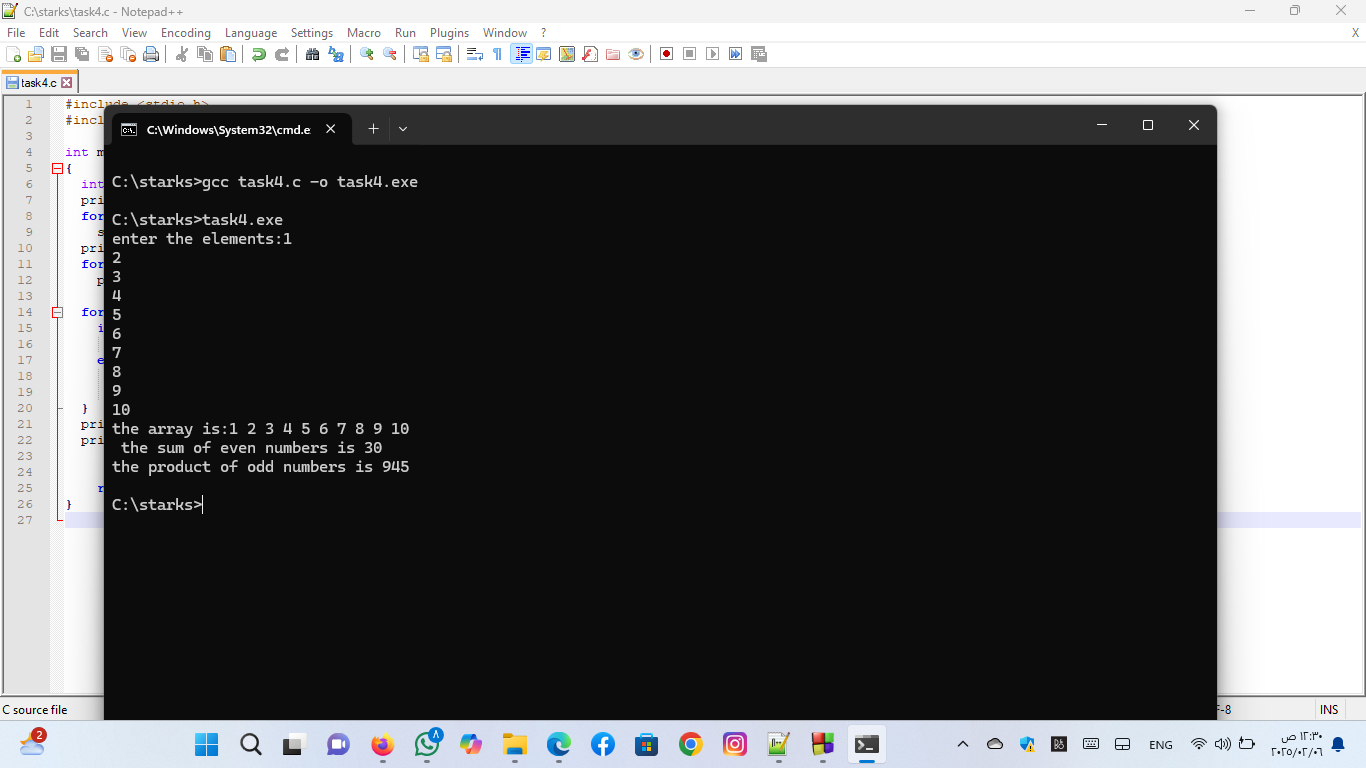 C:\starks\task4.c - Notepad++
File Edit Search View Encoding Language Settings Macro Run Plugins Window ? X
task4.c
C:\Windows\System32\cmd.e
1 #include <stdio.h>
2 #incl
3
4 int m
5 {
6 int
7 pri
8 for
9 s
10 pri
11 for
12 p
13
14 for
15 i
16
17 e
18
19
20 }
21 pri
22 pri
23
24
25 r
26 }
27
C:\starks>gcc task4.c -o task4.exe
C:\starks>task4.exe
enter the elements:1
2
3
4
5
6
7
8
9
10
the array is:1 2 3 4 5 6 7 8 9 10
 the sum of even numbers is 30
the product of odd numbers is 945
C:\starks>
C source file F-8 INS
2
ENG
١٢:٣٠ ص
٢٠٢٥/٠٢/٠٦